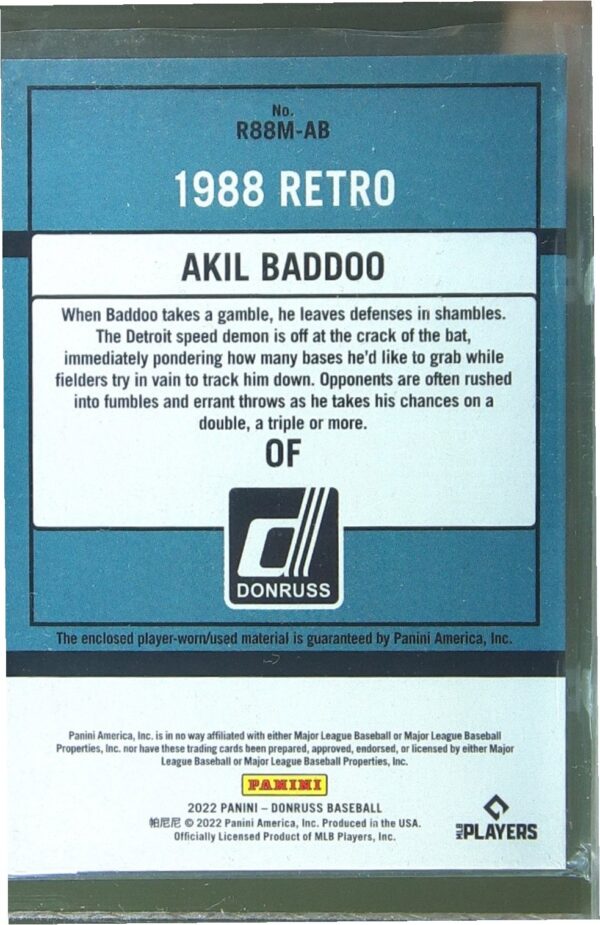 No.
R88M-AB
1988 RETRO
AKIL BADDOO
When Baddoo takes a gamble, he leaves defenses in shambles.
The Detroit speed demon is off at the crack of the bat,
immediately pondering how many bases he'd like to grab while
fielders try in vain to track him down. Opponents are often rushed
into fumbles and errant throws as he takes his chances on a
double, a triple or more.
OF
d
DONRUSS
The enclosed player-worn/used material is guaranteed by Panini America, Inc.
Panini America, Inc. is in no way affiliated with either Major League Baseball or Major League Baseball
Properties, Inc. nor have these trading cards been prepared, approved, endorsed, or licensed by either Major
League Baseball or Major League Baseball Properties, Inc.
PANINI
2022 PANINI – DONRUSS BASEBALL
帕尼尼 © 2022 Panini America, Inc. Produced in the USA.
Officially Licensed Product of MLB Players, Inc.
MLB PLAYERS